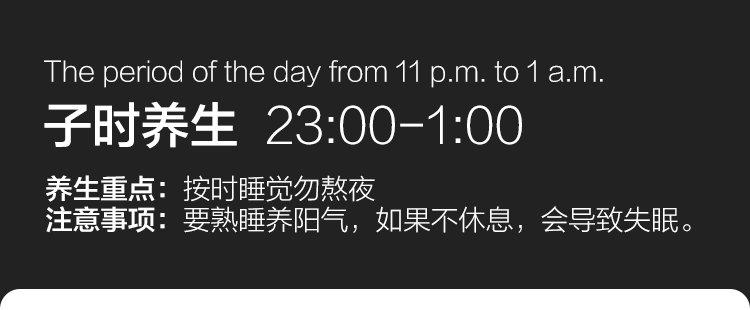 The period of the day from 11 p.m. to 1 a.m.
子时养生 23:00-1:00
养生重点：按时睡觉勿熬夜
注意事项：要熟睡养阳气，如果不休息，会导致失眠。